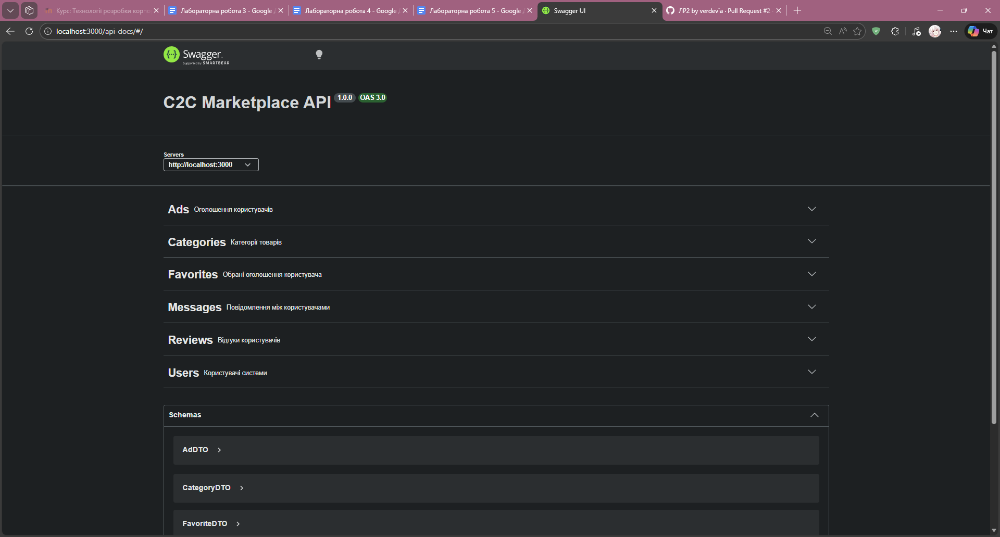 Курс: Технології розробки корпо
Лабораторна робота 3 - Google
Лабораторна робота 4 - Google
Лабораторна робота 5 - Google
Swagger UI
ЛР2 by verdevia · Pull Request #2
localhost:3000/api-docs/#/
Чат
Swagger.
Supported by SMARTBEAR
C2C Marketplace API 1.0.0 OAS 3.0
Servers
http://localhost:3000
Ads Оголошення користувачів
Categories Категорії товарів
Favorites Обрані оголошення користувача
Messages Повідомлення між користувачами
Reviews Відгуки користувачів
Users Користувачі системи
Schemas
AdDTO
CategoryDTO
FavoriteDTO